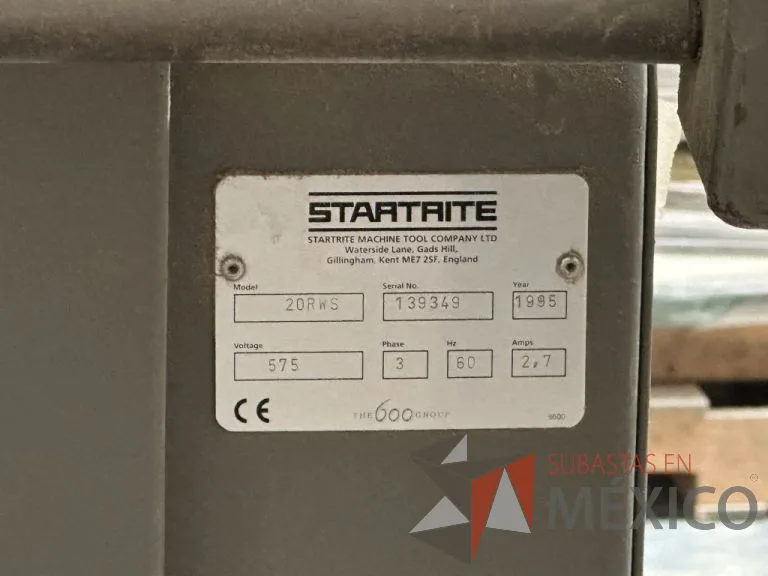 STARTRITE
STARTRITE MACHINE TOOL COMPANY LTD
Waterside Lane, Gads Hill,
Gillingham, Kent ME7 2SF, England
Model Serial No. Year
20RWS 139349 1995
Voltage Phase Hz Amps
575 3 60 2,7
CE THE 600 GROUP 9600
SUBASTAS EN
MÉXICO ®